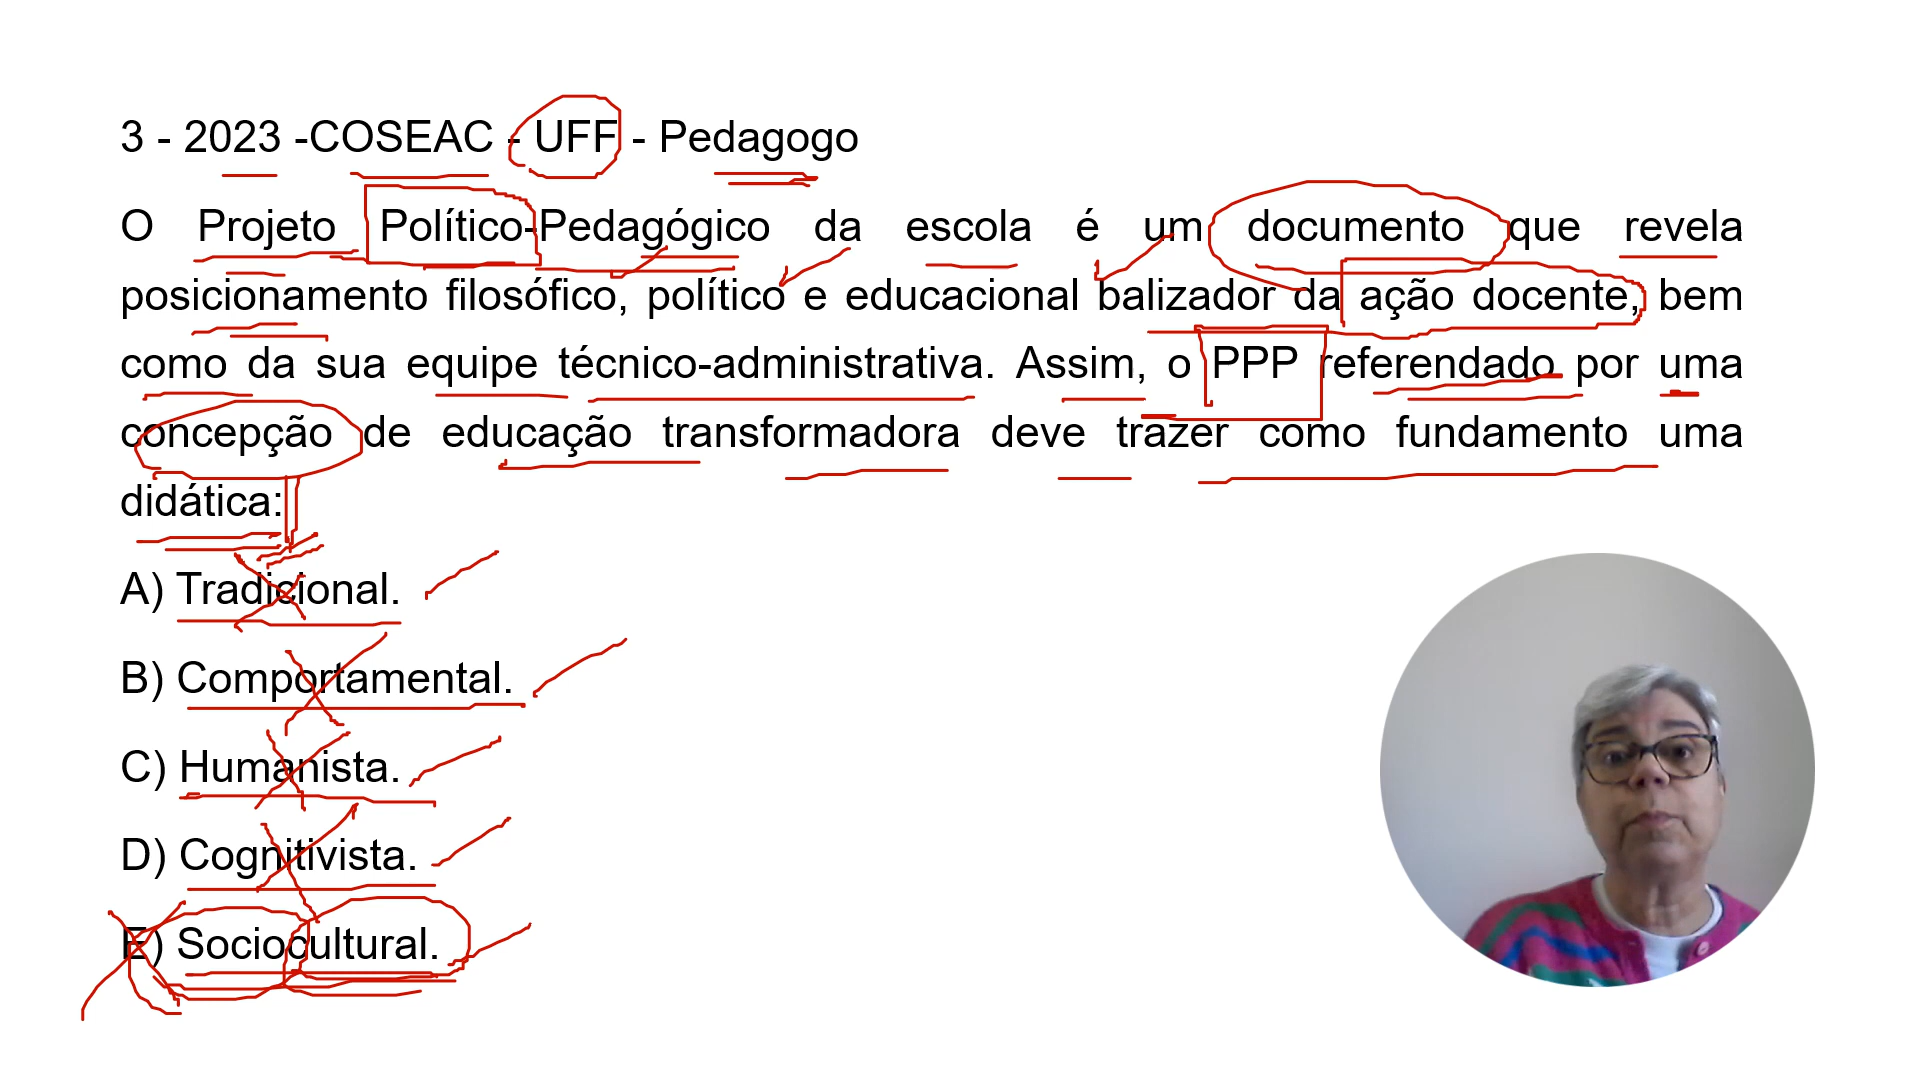 3 - 2023 -COSEAC - UFF - Pedagogo
O Projeto Político-Pedagógico da escola é um documento que revela
posicionamento filosófico, político e educacional balizador da ação docente, bem
como da sua equipe técnico-administrativa. Assim, o PPP referendado por uma
concepção de educação transformadora deve trazer como fundamento uma
didática:
A) Tradicional.
B) Comportamental.
C) Humanista.
D) Cognitivista.
E) Sociocultural.